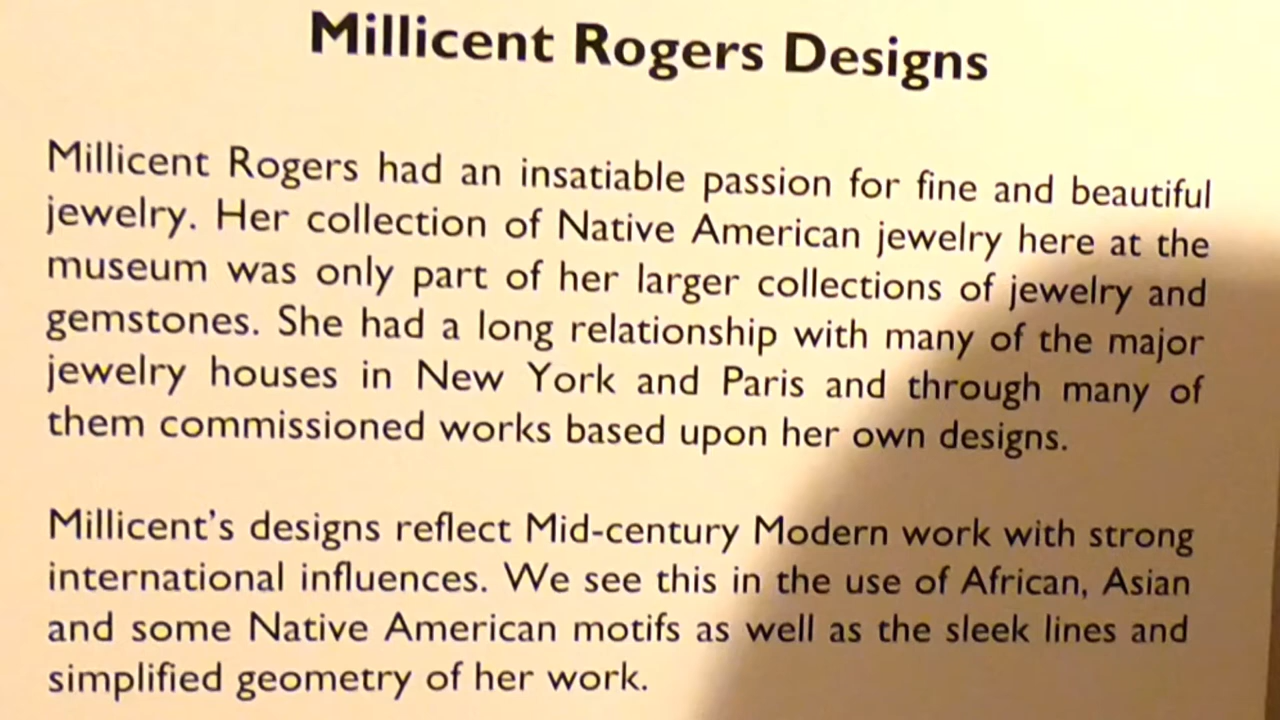 Millicent Rogers Designs
Millicent Rogers had an insatiable passion for fine and beautiful
jewelry. Her collection of Native American jewelry here at the
museum was only part of her larger collections of jewelry and
gemstones. She had a long relationship with many of the major
jewelry houses in New York and Paris and through many of
them commissioned works based upon her own designs.
Millicent's designs reflect Mid-century Modern work with strong
international influences. We see this in the use of African, Asian
and some Native American motifs as well as the sleek lines and
simplified geometry of her work.